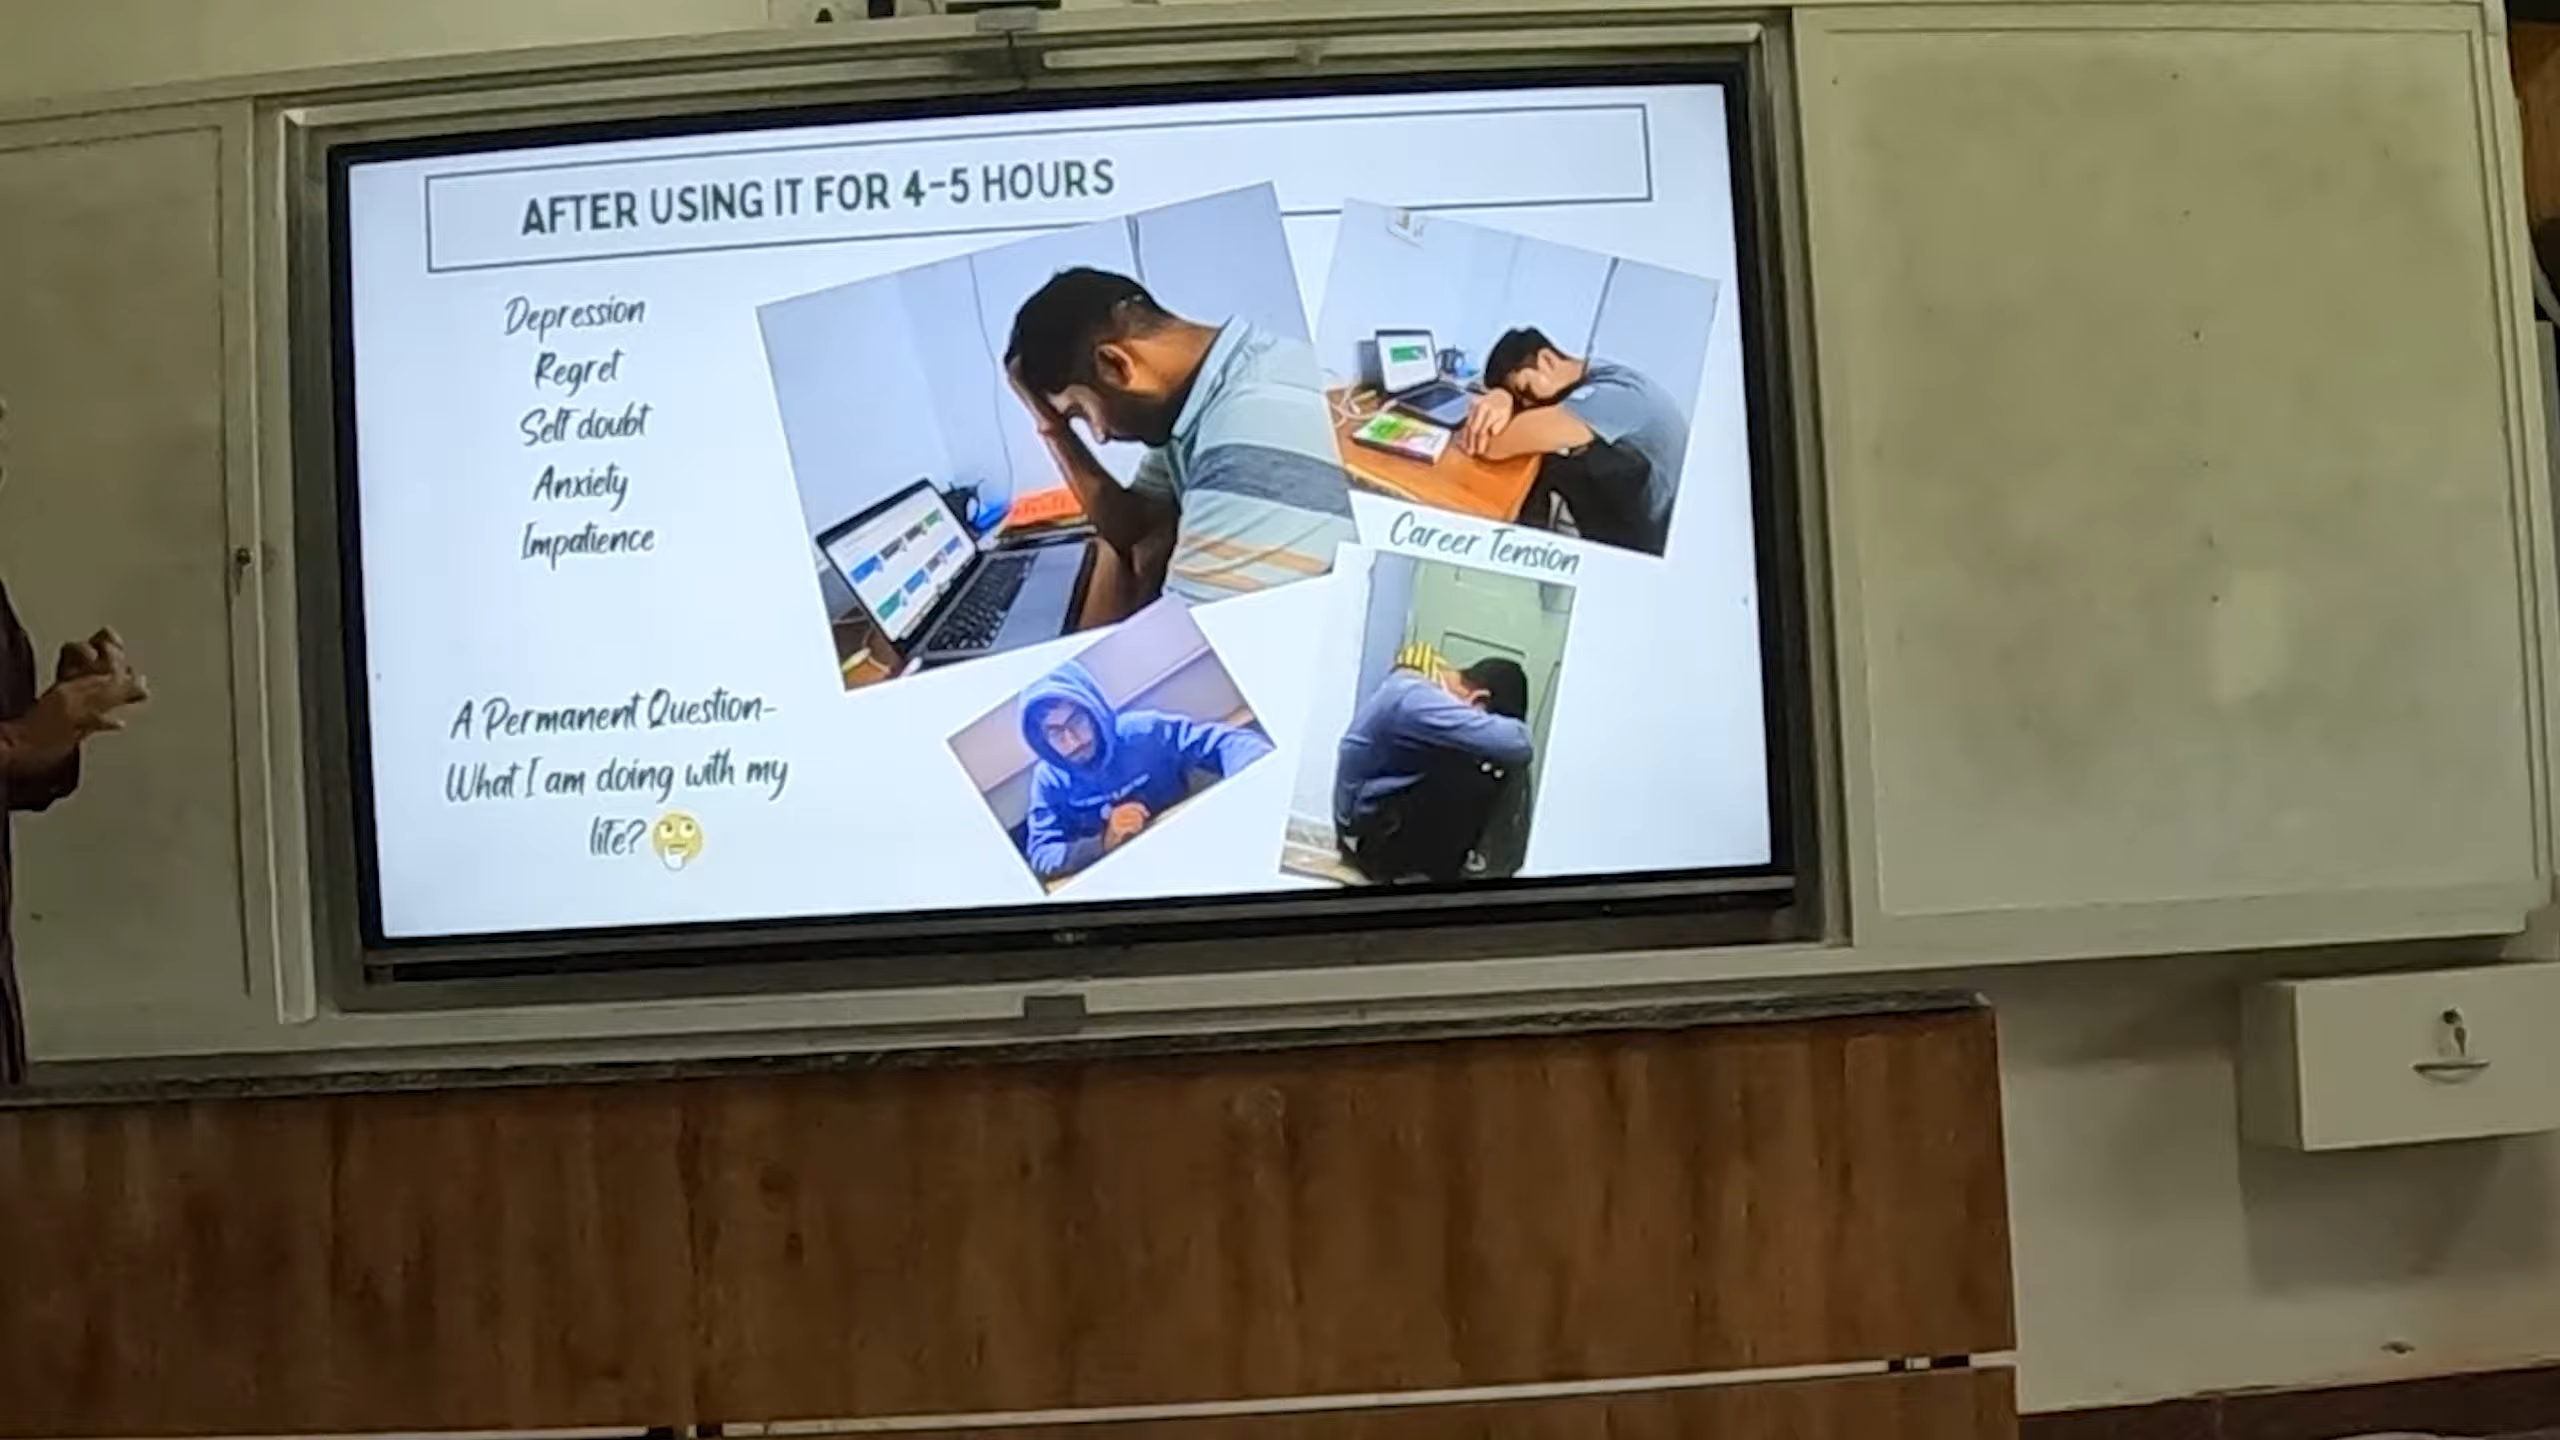 AFTER USING IT FOR 4-5 HOURS
Depression
Regret
Self doubt
Anxiety
Impatience
Career Tension
A Permanent Question-
What I am doing with my
life?